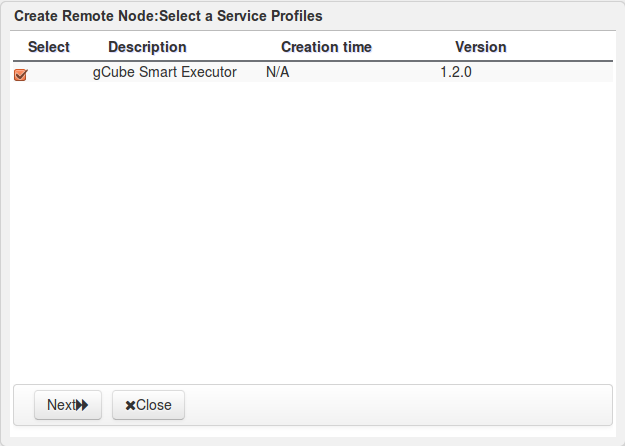 Create Remote Node:Select a Service Profiles
Select Description Creation time Version
gCube Smart Executor N/A 1.2.0
Next Close